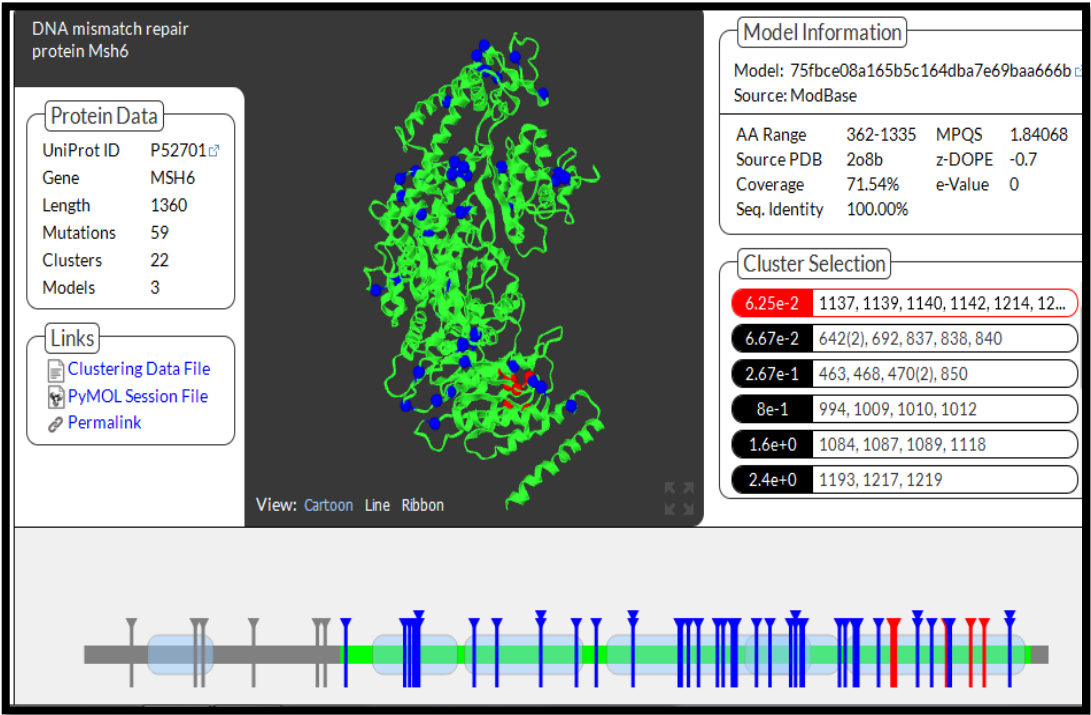 DNA mismatch repair
protein Msh6
Protein Data
UniProt ID P52701
Gene MSH6
Length 1360
Mutations 59
Clusters 22
Models 3
Links
Clustering Data File
PyMOL Session File
Permalink
View: Cartoon Line Ribbon
Model Information
Model: 75fbce08a165b5c164dba7e69baa666b
Source: ModBase
AA Range 362-1335 MPQS 1.84068
Source PDB 2o8b z-DOPE -0.7
Coverage 71.54% e-Value 0
Seq. Identity 100.00%
Cluster Selection
6.25e-2 1137, 1139, 1140, 1142, 1214, 12...
6.67e-2 642(2), 692, 837, 838, 840
2.67e-1 463, 468, 470(2), 850
8e-1 994, 1009, 1010, 1012
1.6e+0 1084, 1087, 1089, 1118
2.4e+0 1193, 1217, 1219